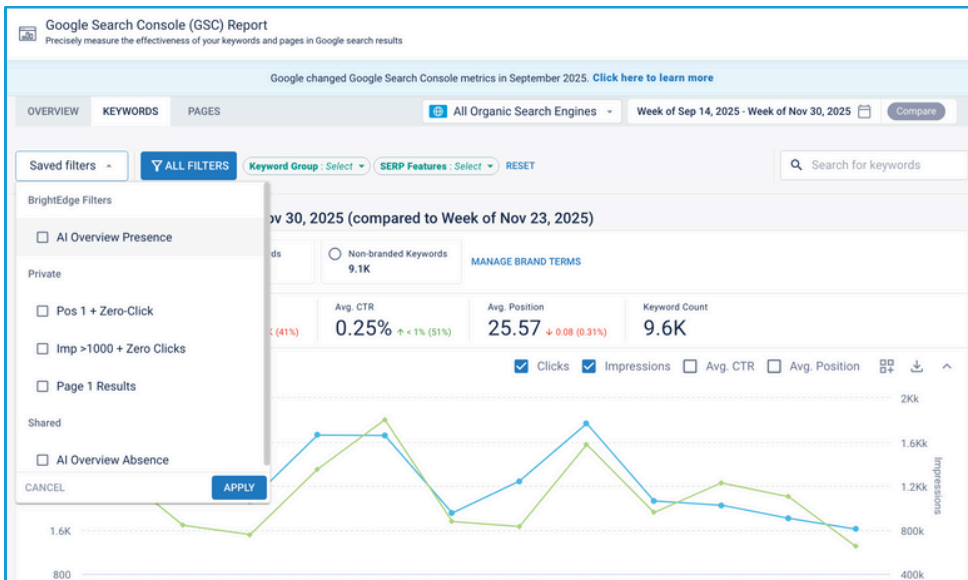 Google Search Console (GSC) Report
Precisely measure the effectiveness of your keywords and pages in Google search results
Google changed Google Search Console metrics in September 2025. Click here to learn more
OVERVIEW KEYWORDS PAGES All Organic Search Engines Week of Sep 14, 2025 - Week of Nov 30, 2025 Compare
Saved filters ALL FILTERS Keyword Group : Select SERP Features : Select RESET Search for keywords
BrightEdge Filters
AI Overview Presence
Private
Pos 1 + Zero-Click
Imp >1000 + Zero Clicks
Page 1 Results
Shared
AI Overview Absence
CANCEL APPLY
30, 2025 (compared to Week of Nov 23, 2025)
Non-branded Keywords
9.1K
MANAGE BRAND TERMS
(41%)
Avg. CTR
0.25% < 1% (51%)
Avg. Position
25.57 0.08 (0.31%)
Keyword Count
9.6K
Clicks Impressions Avg. CTR Avg. Position
2Kk
1.6Kk
1.2Kk
800k
400k
Impressions
1.6K
800